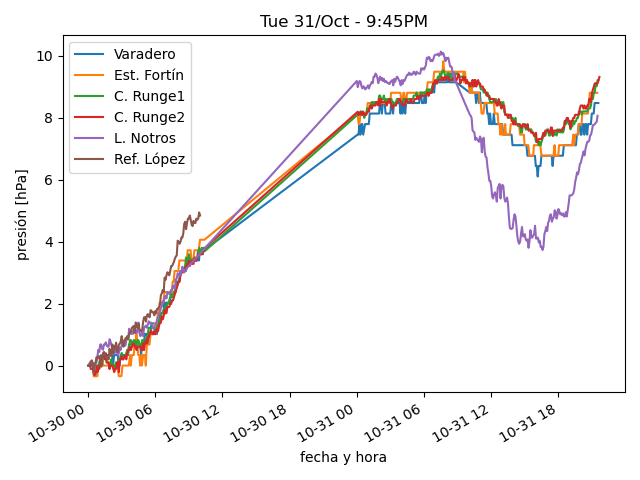 Tue 31/Oct - 9:45PM
Varadero
Est. Fortín
C. Runge1
C. Runge2
L. Notros
Ref. López
presión [hPa]
10
8
6
4
2
0
10-30 00
10-30 06
10-30 12
10-30 18
10-31 00
10-31 06
10-31 12
10-31 18
fecha y hora